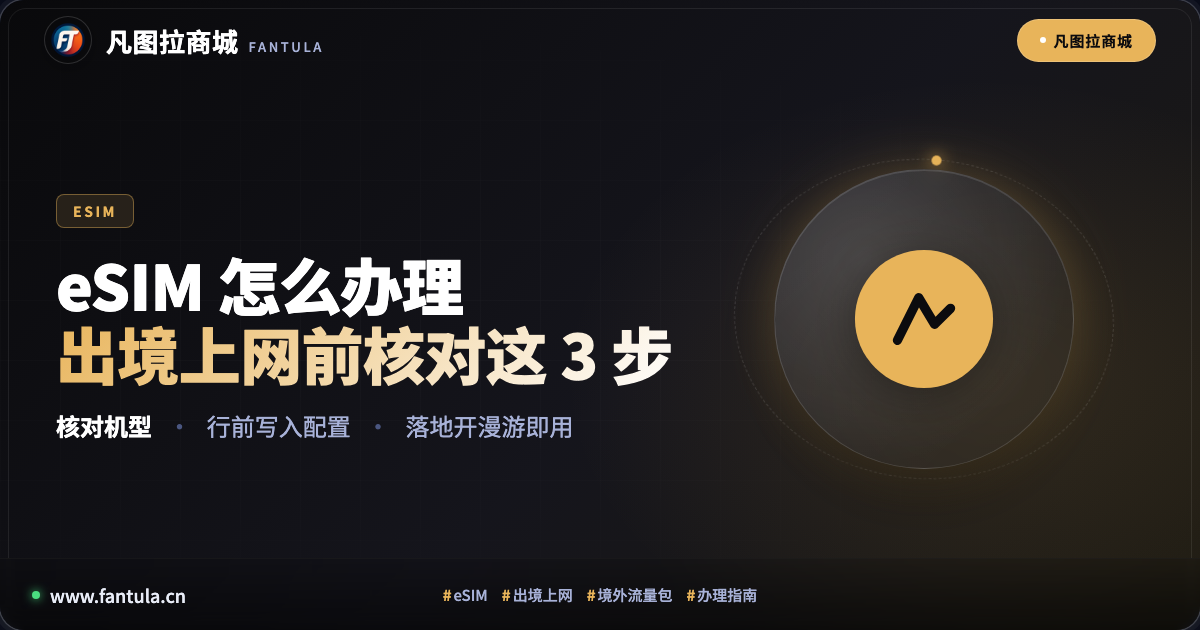 FT 凡图拉商城 FANTULA
凡图拉商城
ESIM
eSIM 怎么办理
出境上网前核对这 3 步
核对机型 • 行前写入配置 • 落地开漫游即用
www.fantula.cn
#eSIM #出境上网 #境外流量包 #办理指南